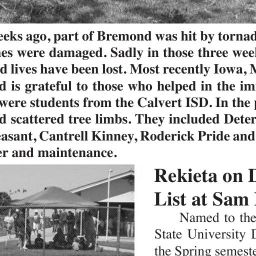 eeks ago, part of Bremond was hit by tornad
es were damaged. Sadly in those three wee
d lives have been lost. Most recently Iowa, M
d is grateful to those who helped in the im
were students from the Calvert ISD. In the p
d scattered tree limbs. They included Deter
easant, Cantrell Kinney, Roderick Pride and
er and maintenance.
Rekieta on D
List at Sam
Named to the
State University D
the Spring semeste